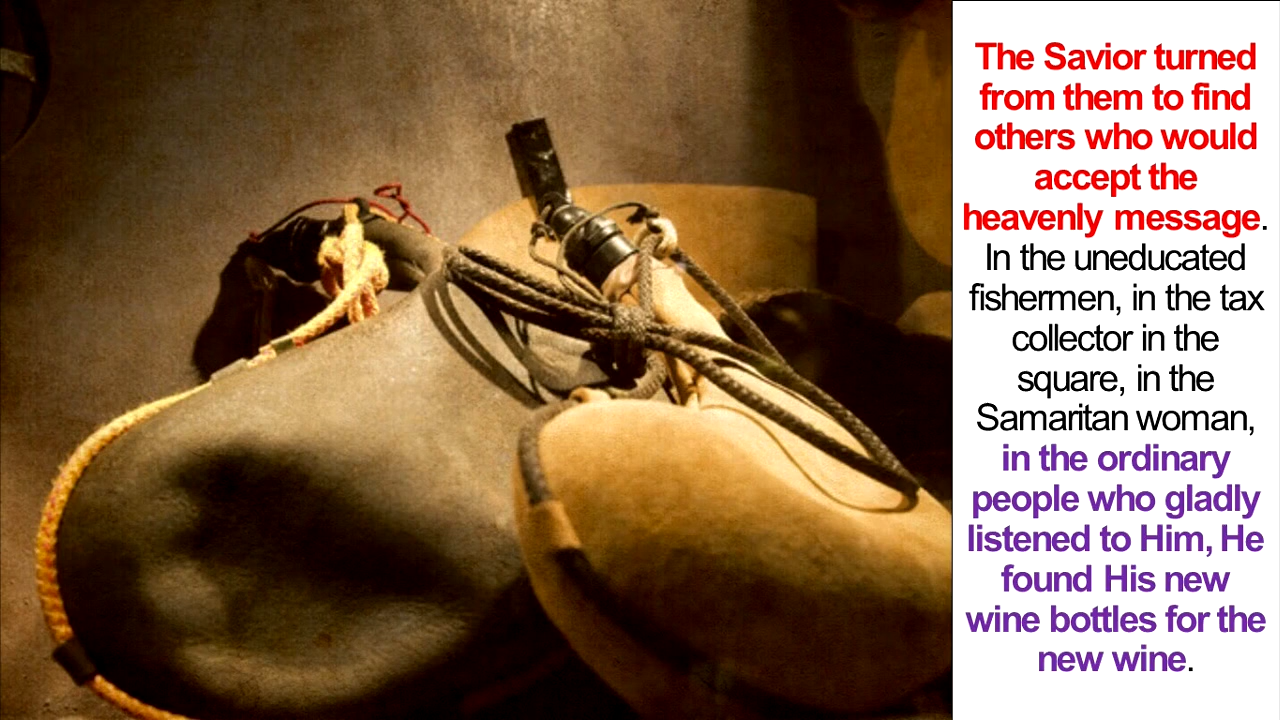 The Savior turned
from them to find
others who would
accept the
heavenly message.
In the uneducated
fishermen, in the tax
collector in the
square, in the
Samaritan woman,
in the ordinary
people who gladly
listened to Him, He
found His new
wine bottles for the
new wine.